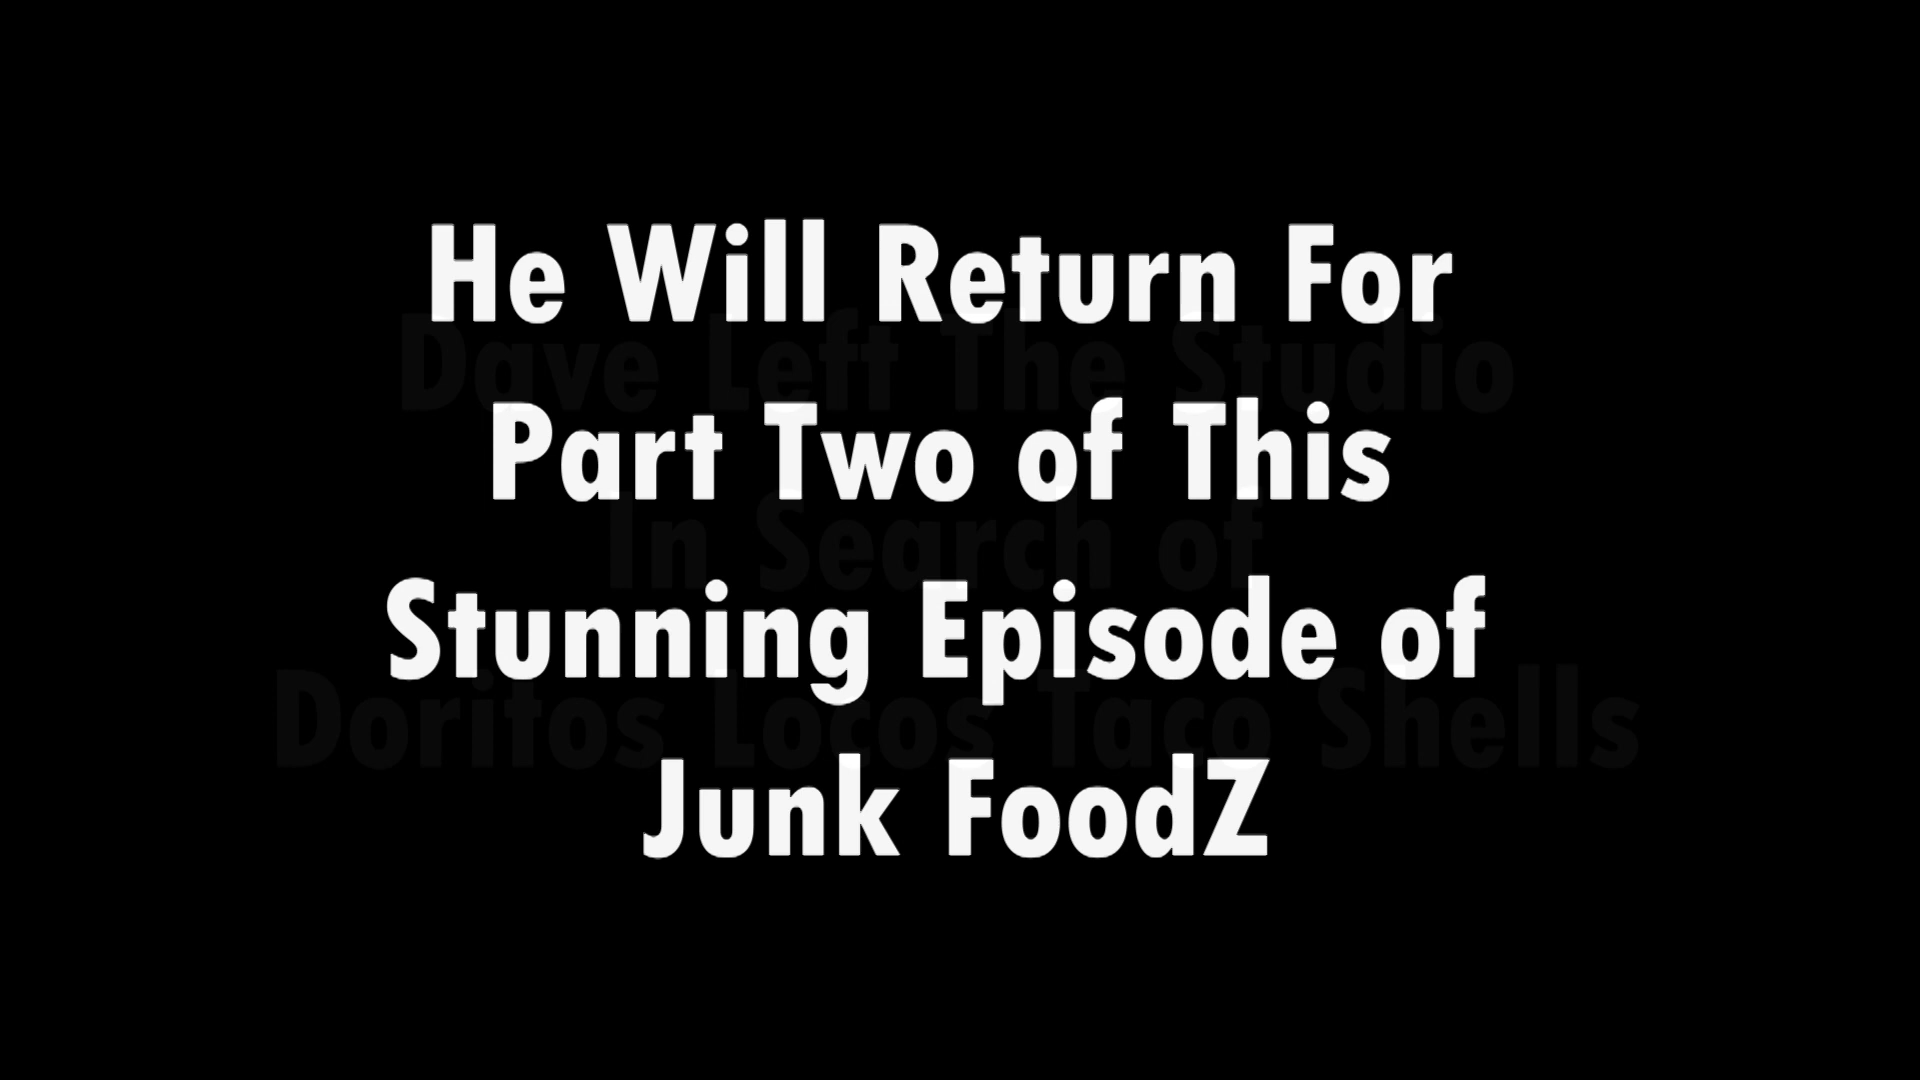 He Will Return For
Dave Left The Studio
Part Two of This
In Search of
Stunning Episode of
Doritos Locos Taco Shells
Junk FoodZ